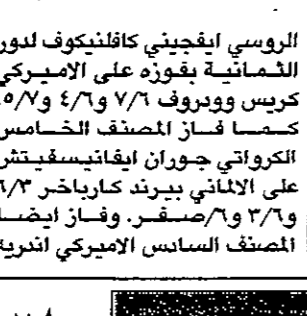 الروسي ايفجيني كافلنيكوف لدور
الثمانية بفوزه على الاميركي
كريس وودروف ٧/٦ و٤/٦ و٥/٧
كما فاز المصنف الخامس
الكرواتي جوران ايفانيسفيتش
على الالماني بيرند كارباخر ٦/٣
و٣/٦ و٦/صفر. وفاز ايضا
المصنف السادس الاميركي اندريه